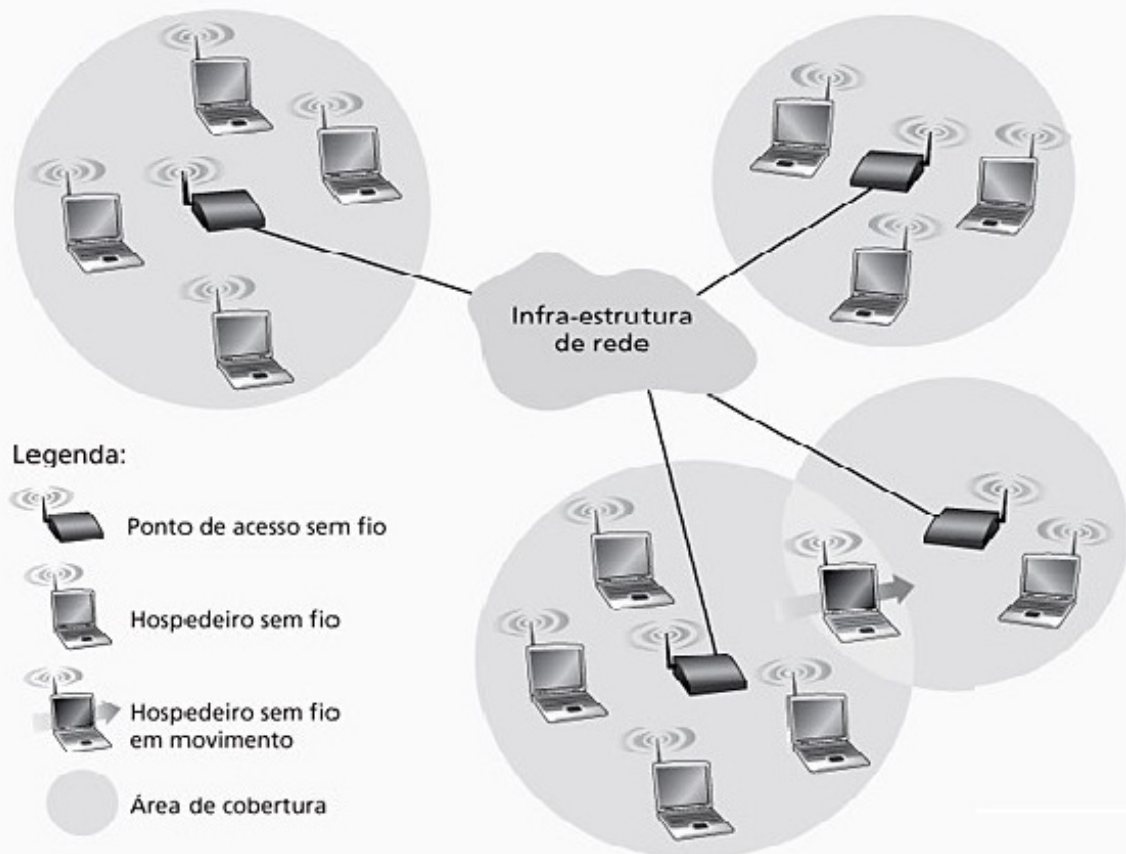 Infra-estrutura
de rede
Legenda:
Ponto de acesso sem fio
Hospedeiro sem fio
Hospedeiro sem fio
em movimento
Área de cobertura